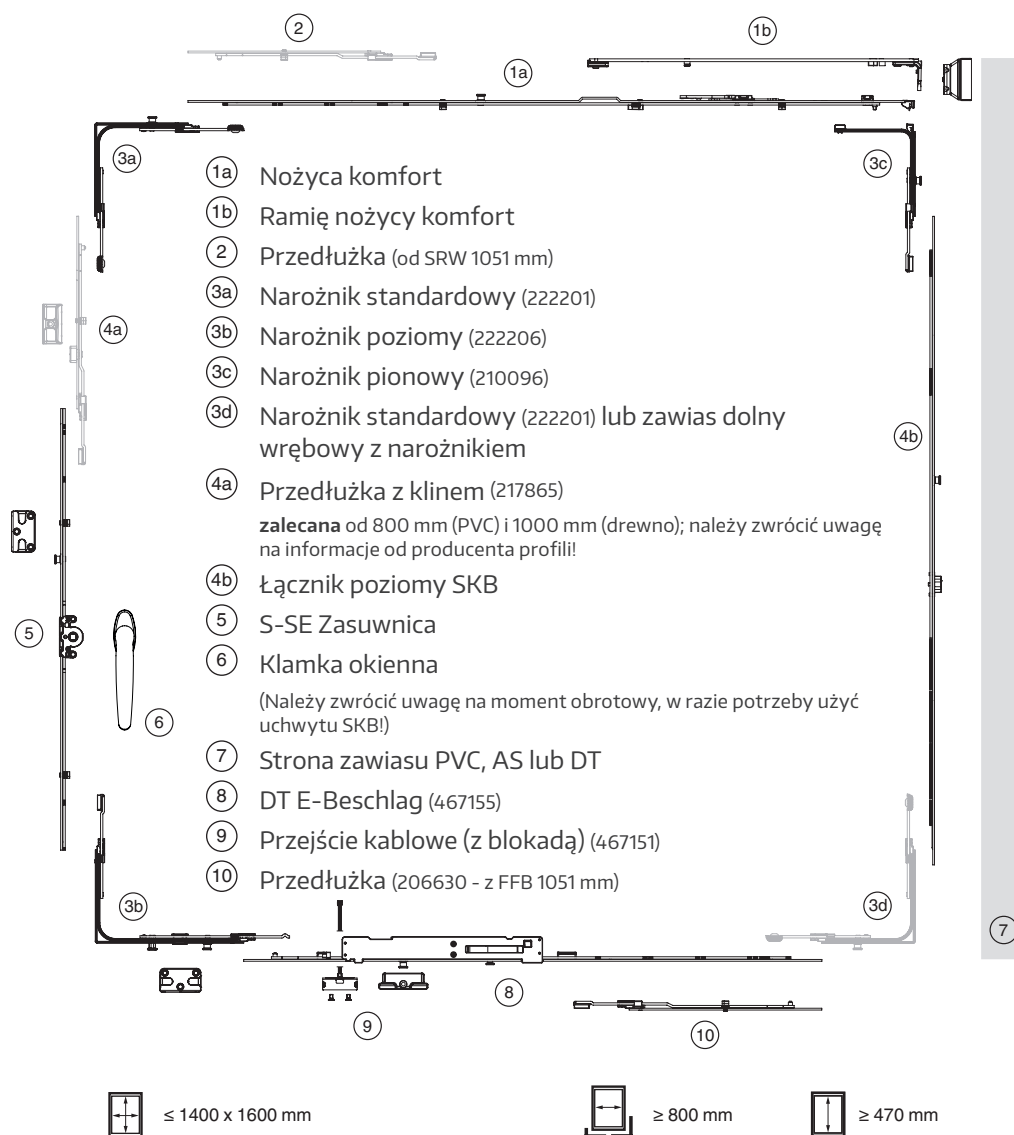 2
1b
1a
3a
3c
1a Nożyca komfort
1b Ramię nożycy komfort
2 Przedłużka (od SRW 1051 mm)
3a Narożnik standardowy (222201)
3b Narożnik poziomy (222206)
3c Narożnik pionowy (210096)
3d Narożnik standardowy (222201) lub zawias dolny
wrębowy z narożnikiem
4a Przedłużka z klinem (217865)
zalecana od 800 mm (PVC) i 1000 mm (drewno); należy zwrócić uwagę
na informacje od producenta profili!
4b Łącznik poziomy SKB
5 S-SE Zasuwnica
6 Klamka okienna
(Należy zwrócić uwagę na moment obrotowy, w razie potrzeby użyć
uchwytu SKB!)
7 Strona zawiasu PVC, AS lub DT
8 DT E-Beschlag (467155)
9 Przejście kablowe (z blokadą) (467151)
10 Przedłużka (206630 - z FFB 1051 mm)
4a
4b
5
6
3b
3d
7
8
9
10
≤ 1400 x 1600 mm
≥ 800 mm
≥ 470 mm